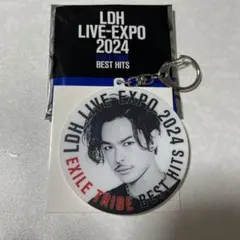 LDH
LIVE-EXPO
2024
BEST HITS
LDH LIVE-EXPO 2024
EXILE TRIBE BEST HITS